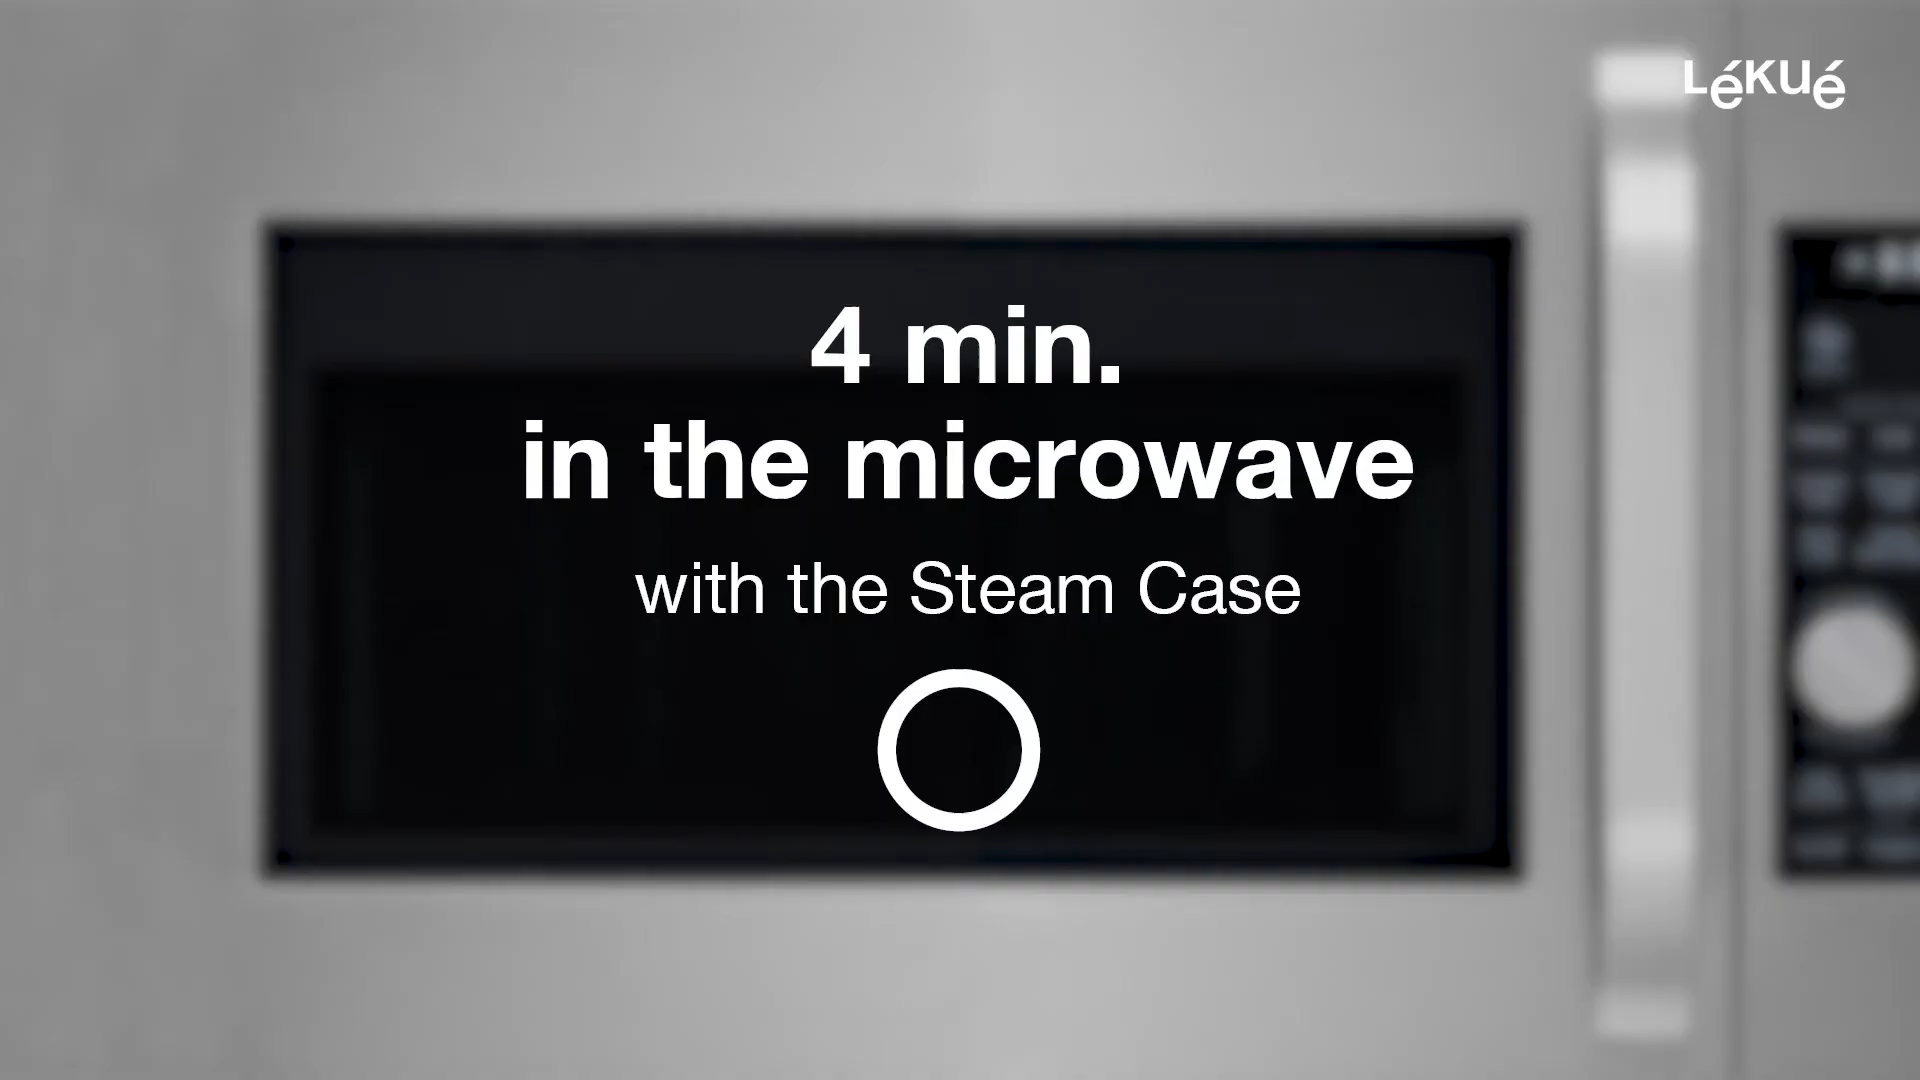 Lékué
4 min.
in the microwave
with the Steam Case